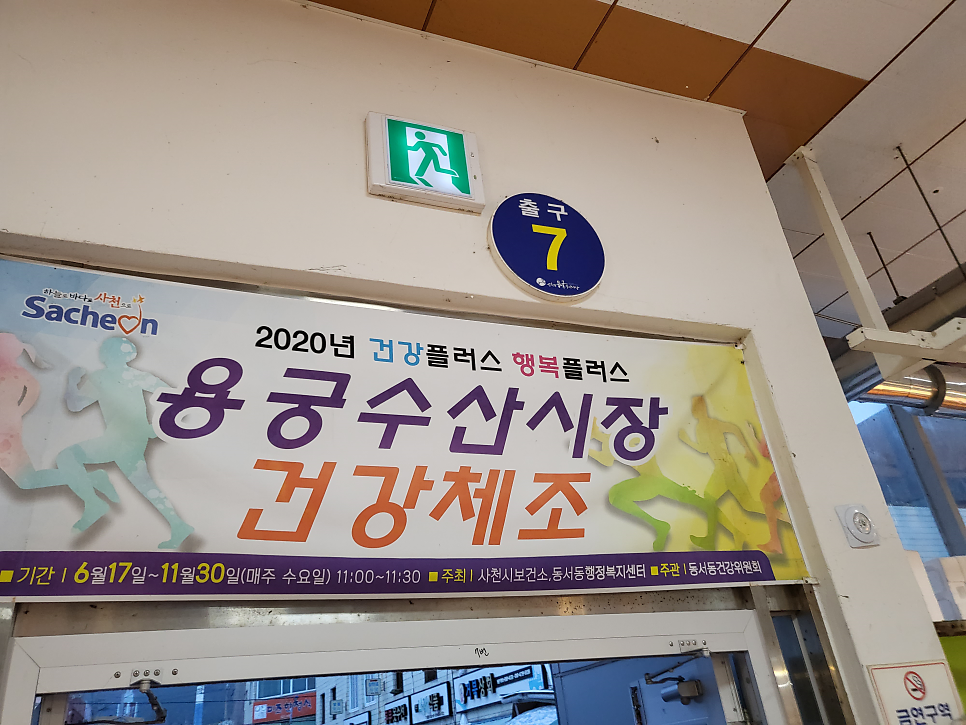 출구
7
하늘로 바다로 사천으로
Sacheon
2020년 건강플러스 행복플러스
용궁수산시장
건강체조
■ 기간 | 6월17일~11월30일(매주 수요일) 11:00~11:30 ■ 주최 | 사천시보건소, 동서동행정복지센터 ■ 주관 | 동서동건강위원회
금연구역